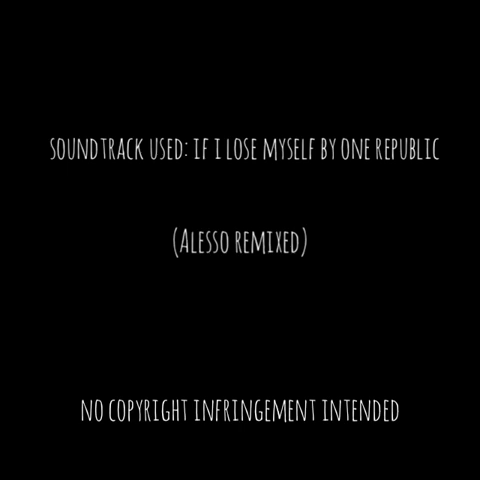 SOUNDTRACK USED: IF I LOSE MYSELF BY ONE REPUBLIC
(ALESSO REMIXED)
NO COPYRIGHT INFRINGEMENT INTENDED